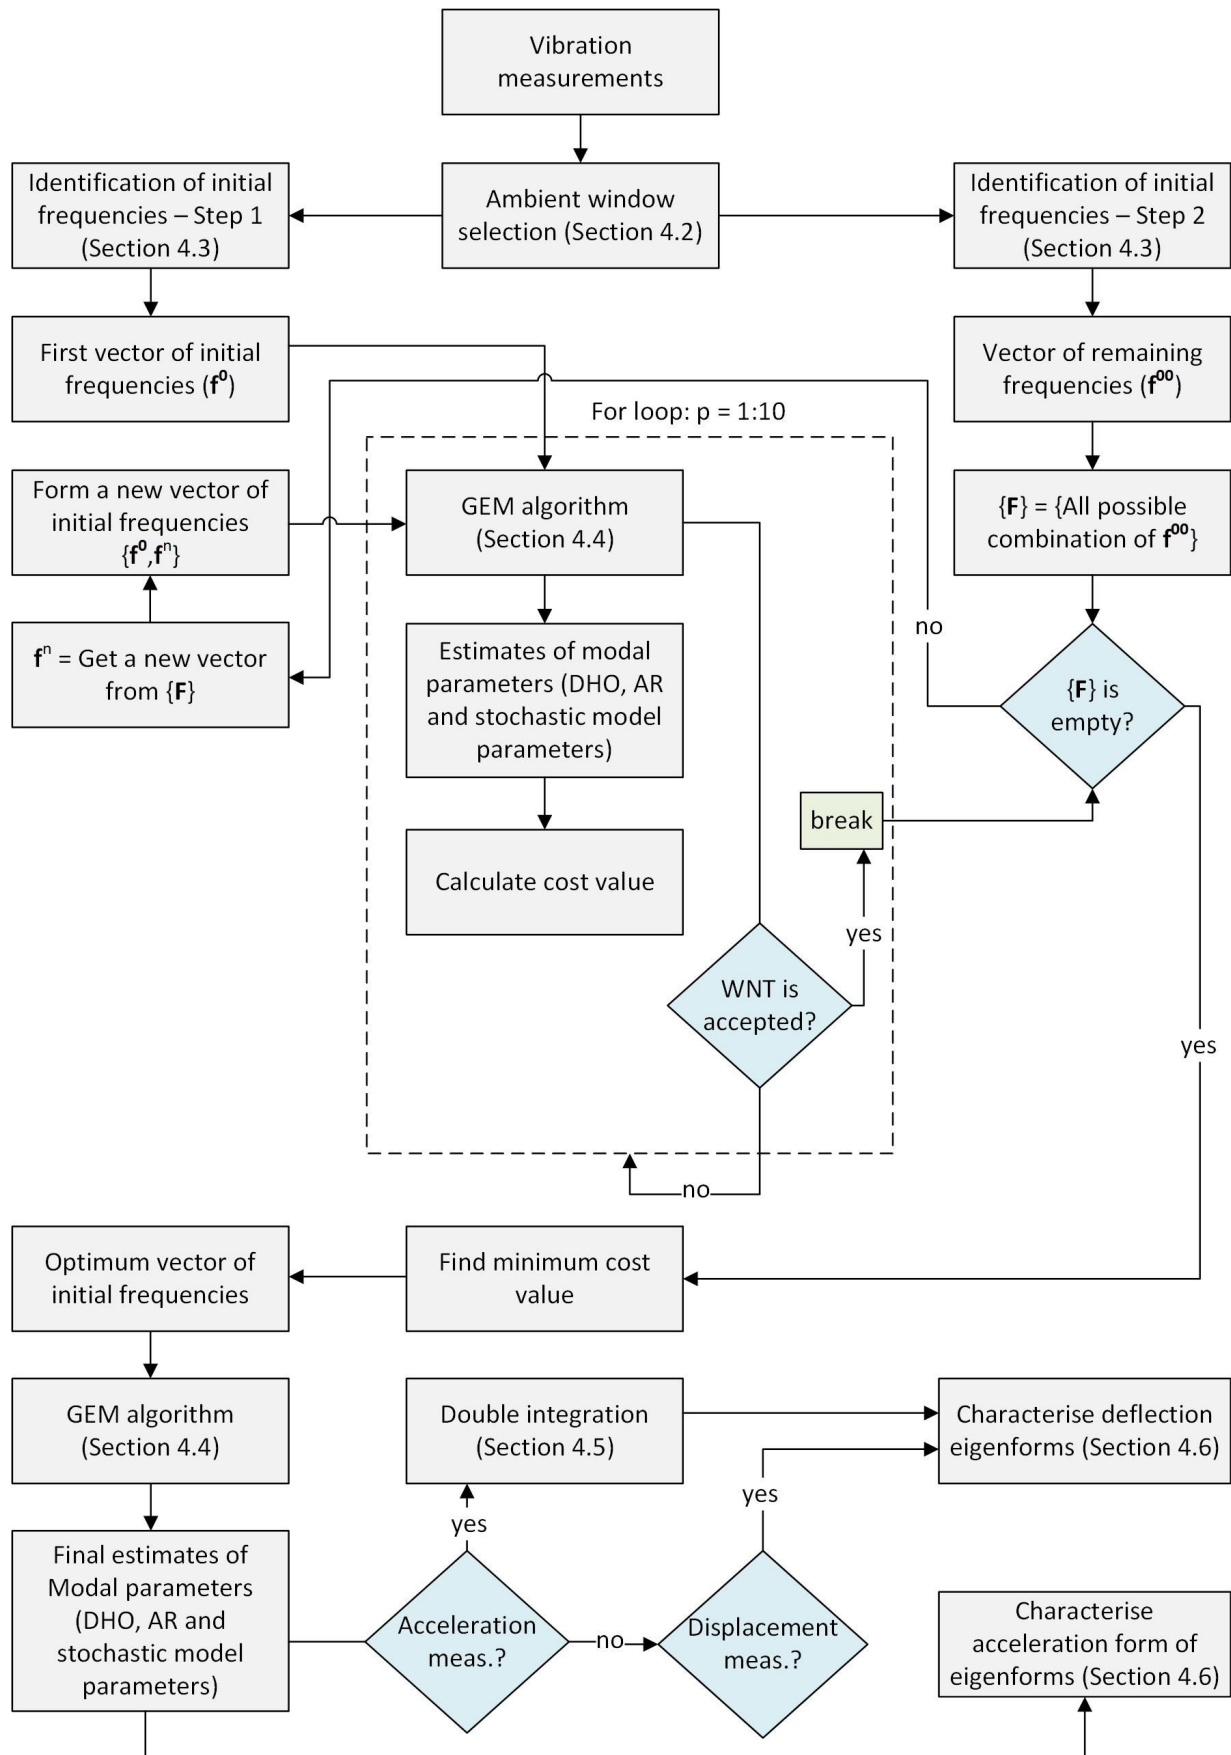 Vibration
measurements
Identification of initial
frequencies – Step 1
(Section 4.3)
Ambient window
selection (Section 4.2)
Identification of initial
frequencies – Step 2
(Section 4.3)
First vector of initial
frequencies (f⁰)
Vector of remaining
frequencies (f⁰⁰)
For loop: p = 1:10
Form a new vector of
initial frequencies
{f⁰,fⁿ}
GEM algorithm
(Section 4.4)
{F} = {All possible
combination of f⁰⁰}
no
fⁿ = Get a new vector
from {F}
Estimates of modal
parameters (DHO, AR
and stochastic model
parameters)
{F} is
empty?
break
Calculate cost value
yes
WNT is
accepted?
yes
no
Optimum vector of
initial frequencies
Find minimum cost
value
GEM algorithm
(Section 4.4)
Double integration
(Section 4.5)
Characterise deflection
eigenforms (Section 4.6)
yes
yes
Final estimates of
Modal parameters
(DHO, AR and
stochastic model
parameters)
Acceleration
meas.?
no
Displacement
meas.?
Characterise
acceleration form of
eigenforms (Section 4.6)